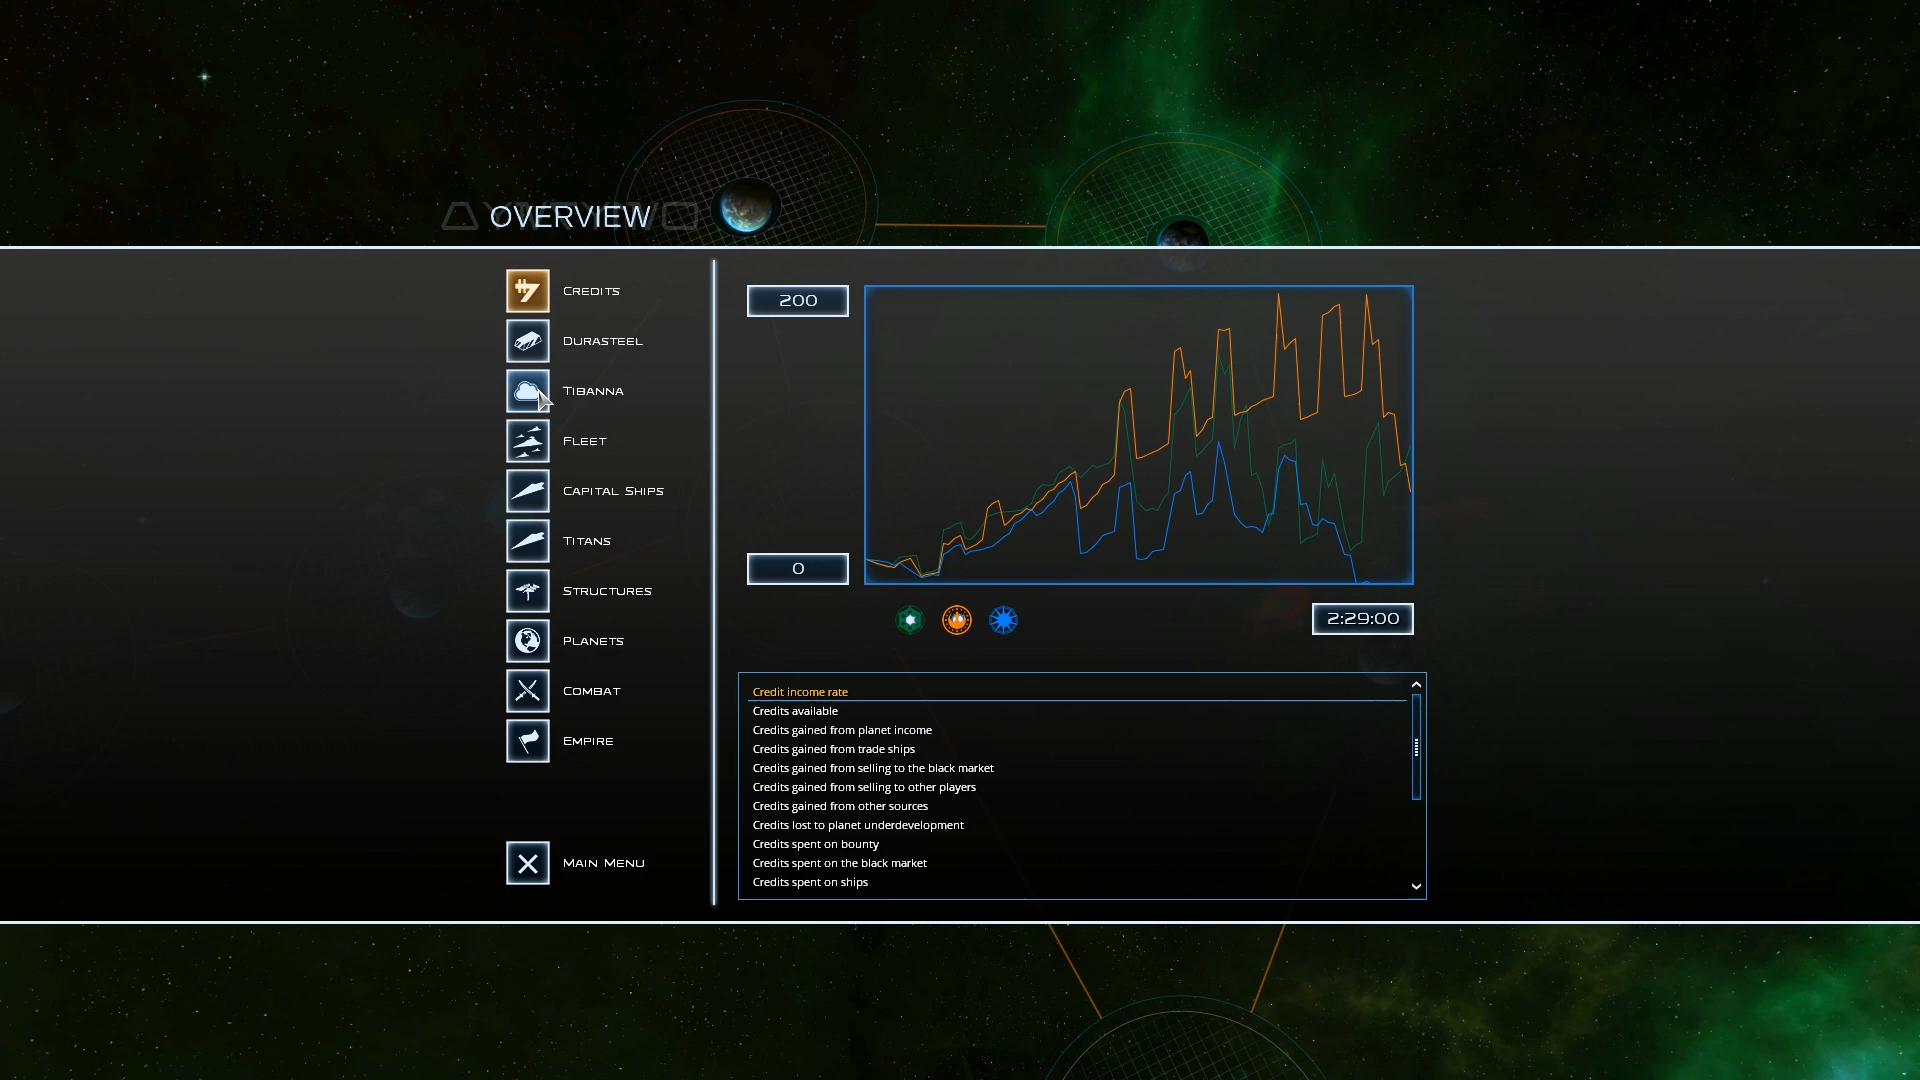 OVERVIEW
CREDITS
DURASTEEL
TIBANNA
FLEET
CAPITAL SHIPS
TITANS
STRUCTURES
PLANETS
COMBAT
EMPIRE
MAIN MENU
200
0
2:29:00
Credit income rate
Credits available
Credits gained from planet income
Credits gained from trade ships
Credits gained from selling to the black market
Credits gained from selling to other players
Credits gained from other sources
Credits lost to planet underdevelopment
Credits spent on bounty
Credits spent on the black market
Credits spent on ships